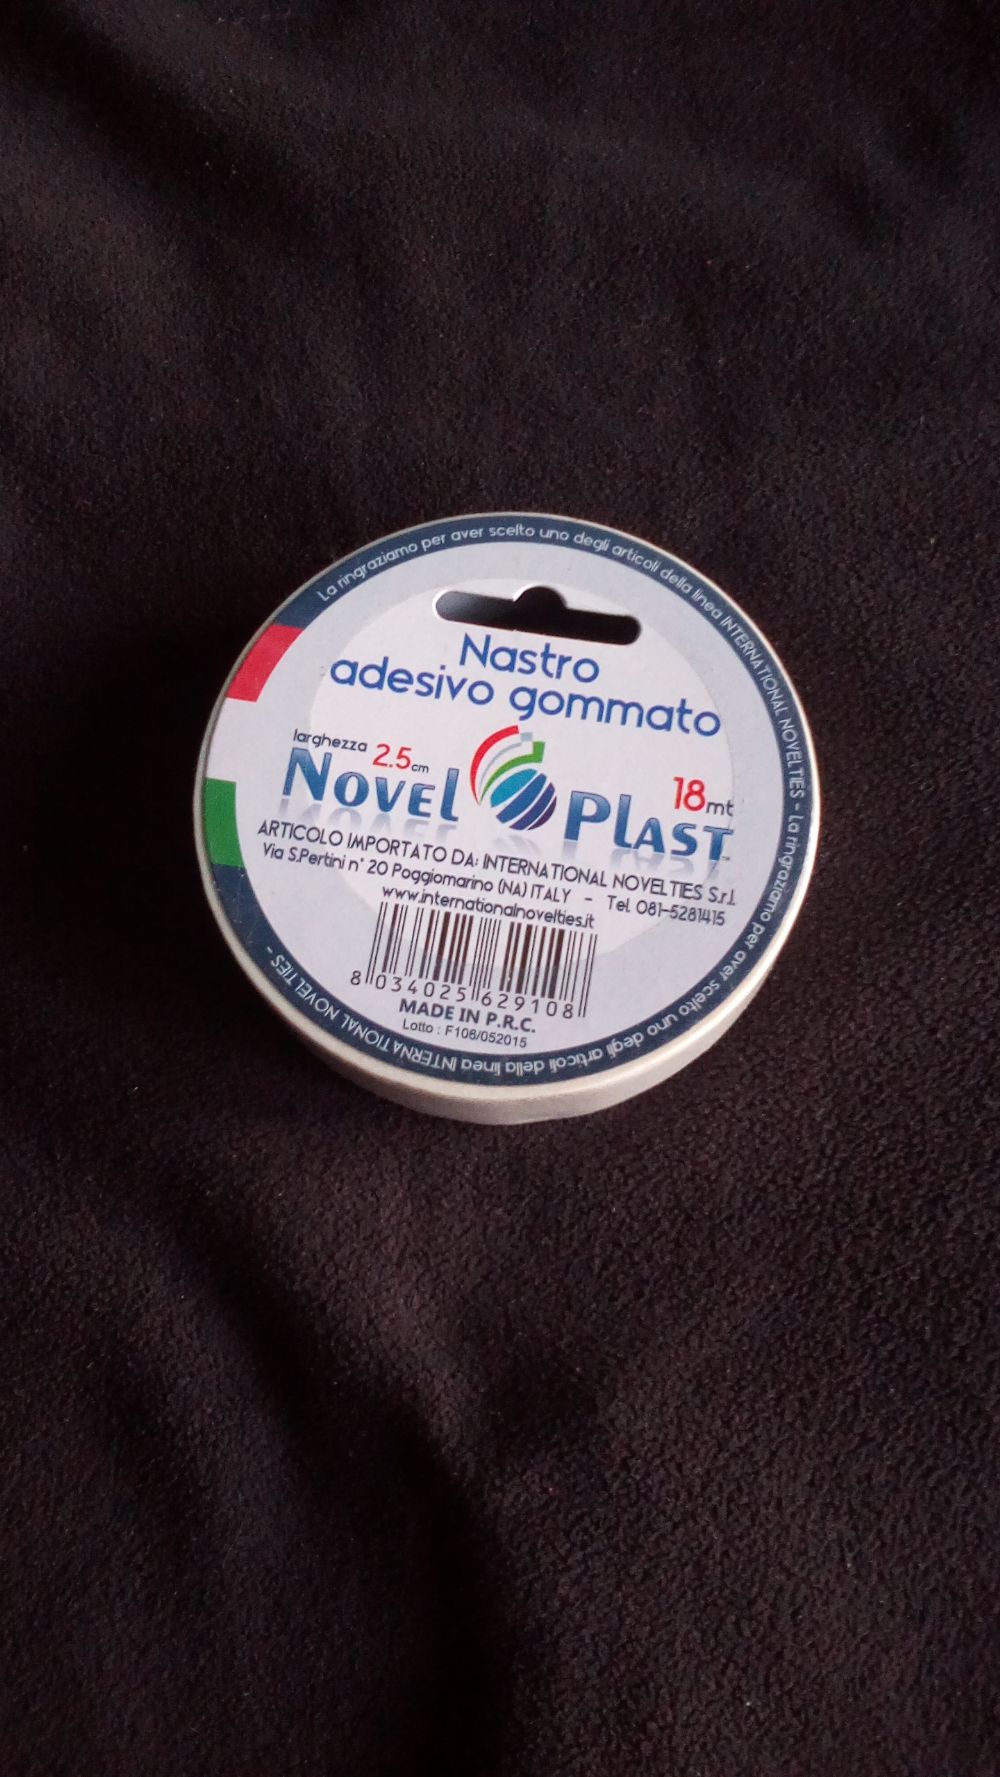 La ringraziamo per aver scelto uno degli articoli della linea INTERNATIONAL NOVELTIES - La ringraziamo per aver scelto uno degli articoli della linea INTERNATIONAL NOVELTIES -
Nastro
adesivo gommato
larghezza 2.5cm
18mt
NOVEL PLAST
ARTICOLO IMPORTATO DA: INTERNATIONAL NOVELTIES S.r.l.
Via S.Pertini n° 20 Poggiomarino (NA) ITALY - Tel. 081-5281415
www.internationalnovelties.it
8 034025 629108
MADE IN P.R.C.
Lotto : F106/052015